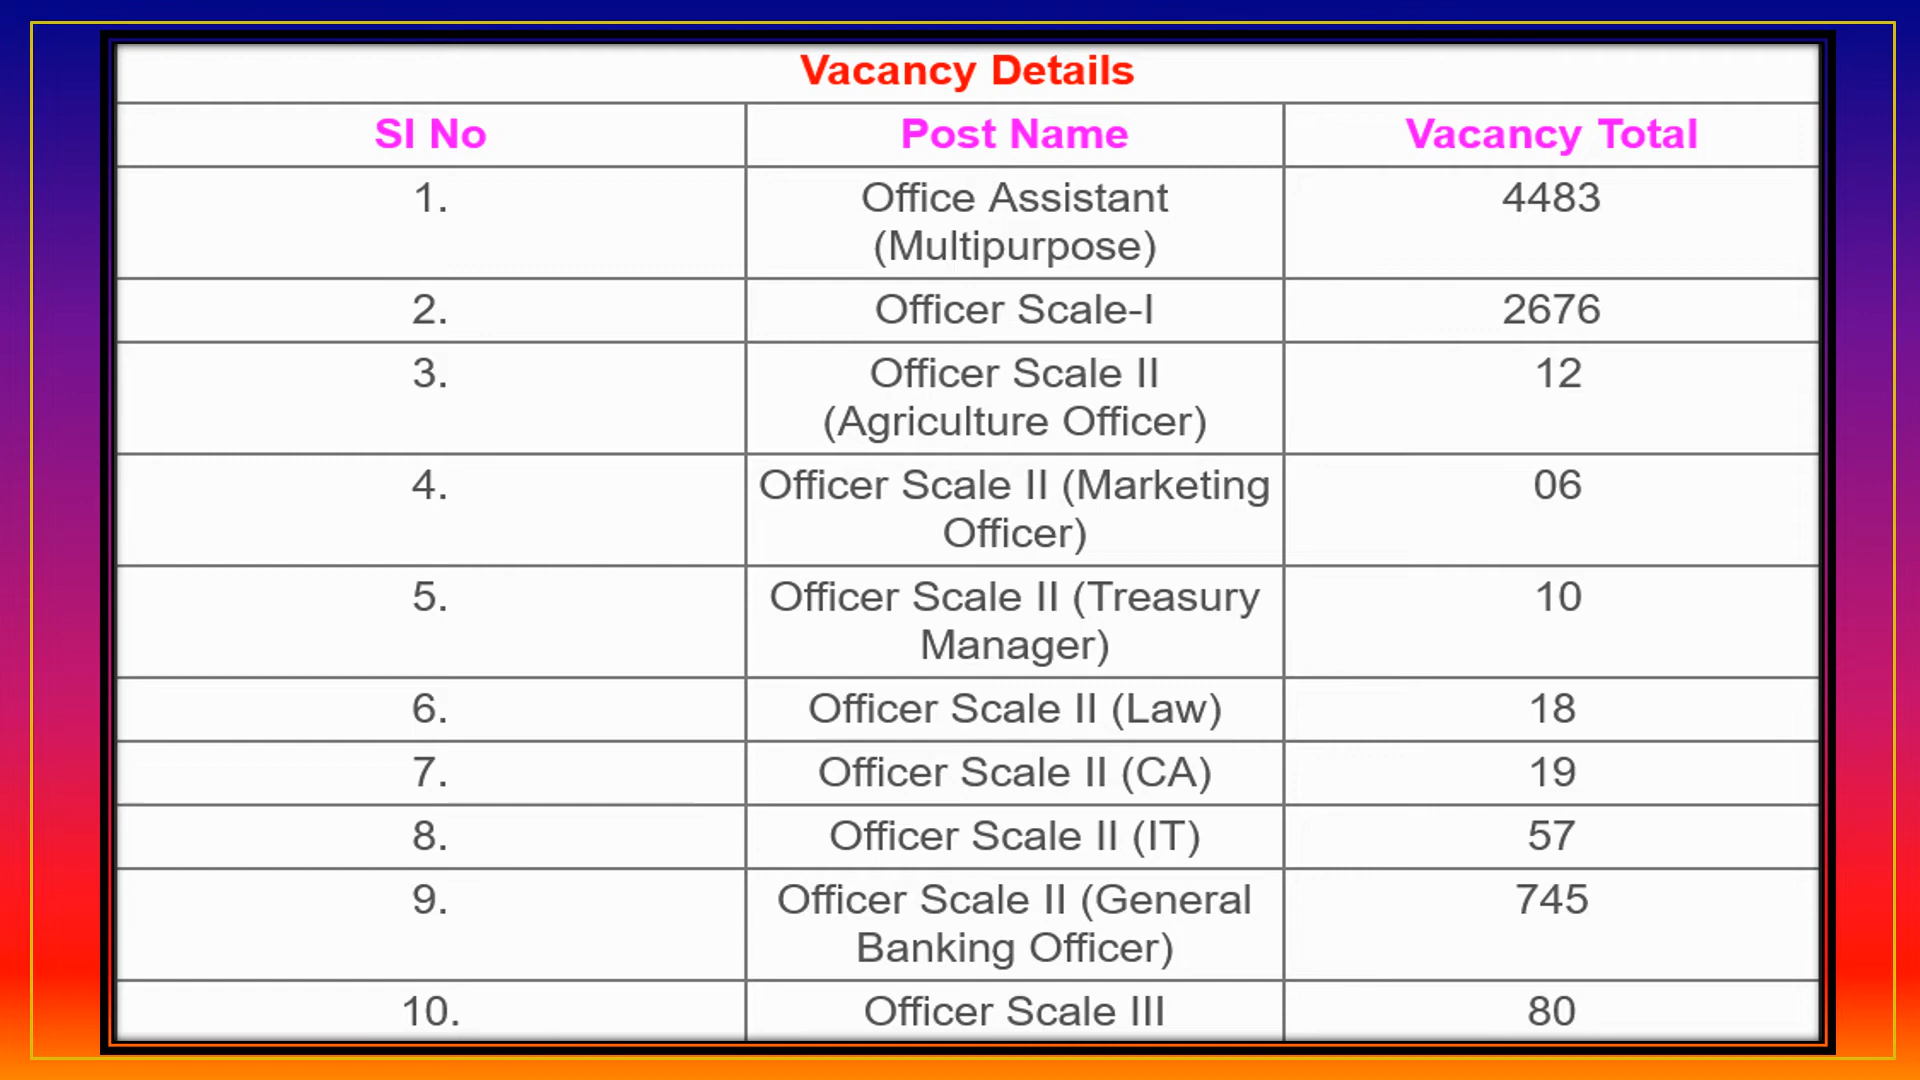 Vacancy Details
Sl No Post Name Vacancy Total
1. Office Assistant 4483
(Multipurpose)
2. Officer Scale-I 2676
3. Officer Scale II 12
(Agriculture Officer)
4. Officer Scale II (Marketing 06
Officer)
5. Officer Scale II (Treasury 10
Manager)
6. Officer Scale II (Law) 18
7. Officer Scale II (CA) 19
8. Officer Scale II (IT) 57
9. Officer Scale II (General 745
Banking Officer)
10. Officer Scale III 80